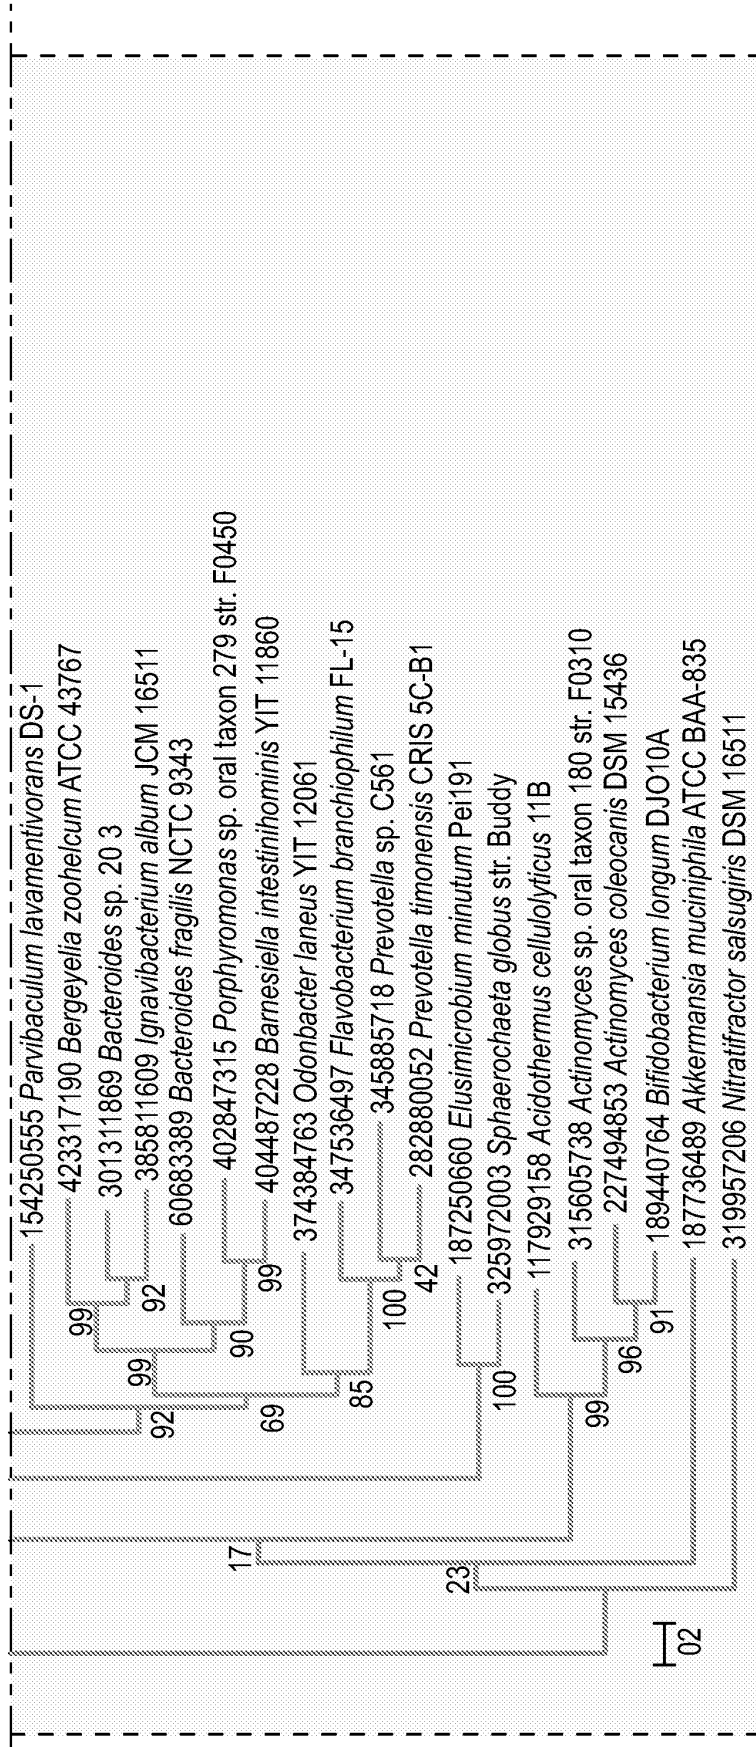 154250555 Parvibaculum lavamentivorans DS-1
423317190 Bergeyelia zoohelcum ATCC 43767
301311869 Bacteroides sp. 20 3
385811609 Ignavibacterium album JCM 16511
60683389 Bacteroides fragilis NCTC 9343
402847315 Porphyromonas sp. oral taxon 279 str. F0450
404487228 Barnesiella intestinihominis YIT 11860
374384763 Odonbacter laneus YIT 12061
347536497 Flavobacterium branchiophilum FL-15
345885718 Prevotella sp. C561
282880052 Prevotella timonensis CRIS 5C-B1
187250660 Elusimicrobium minutum Pei191
325972003 Sphaerochaeta globus str. Buddy
117929158 Acidothermus cellulolyticus 11B
315605738 Actinomyces sp. oral taxon 180 str. F0310
227494853 Actinomyces coleocanis DSM 15436
189440764 Bifidobacterium longum DJO10A
187736489 Akkermansia muciniphila ATCC BAA-835
319957206 Nitratifractor salsugiris DSM 16511
99
92
99
90
99
92
69
85
100
42
100
99
96
91
17
23
02